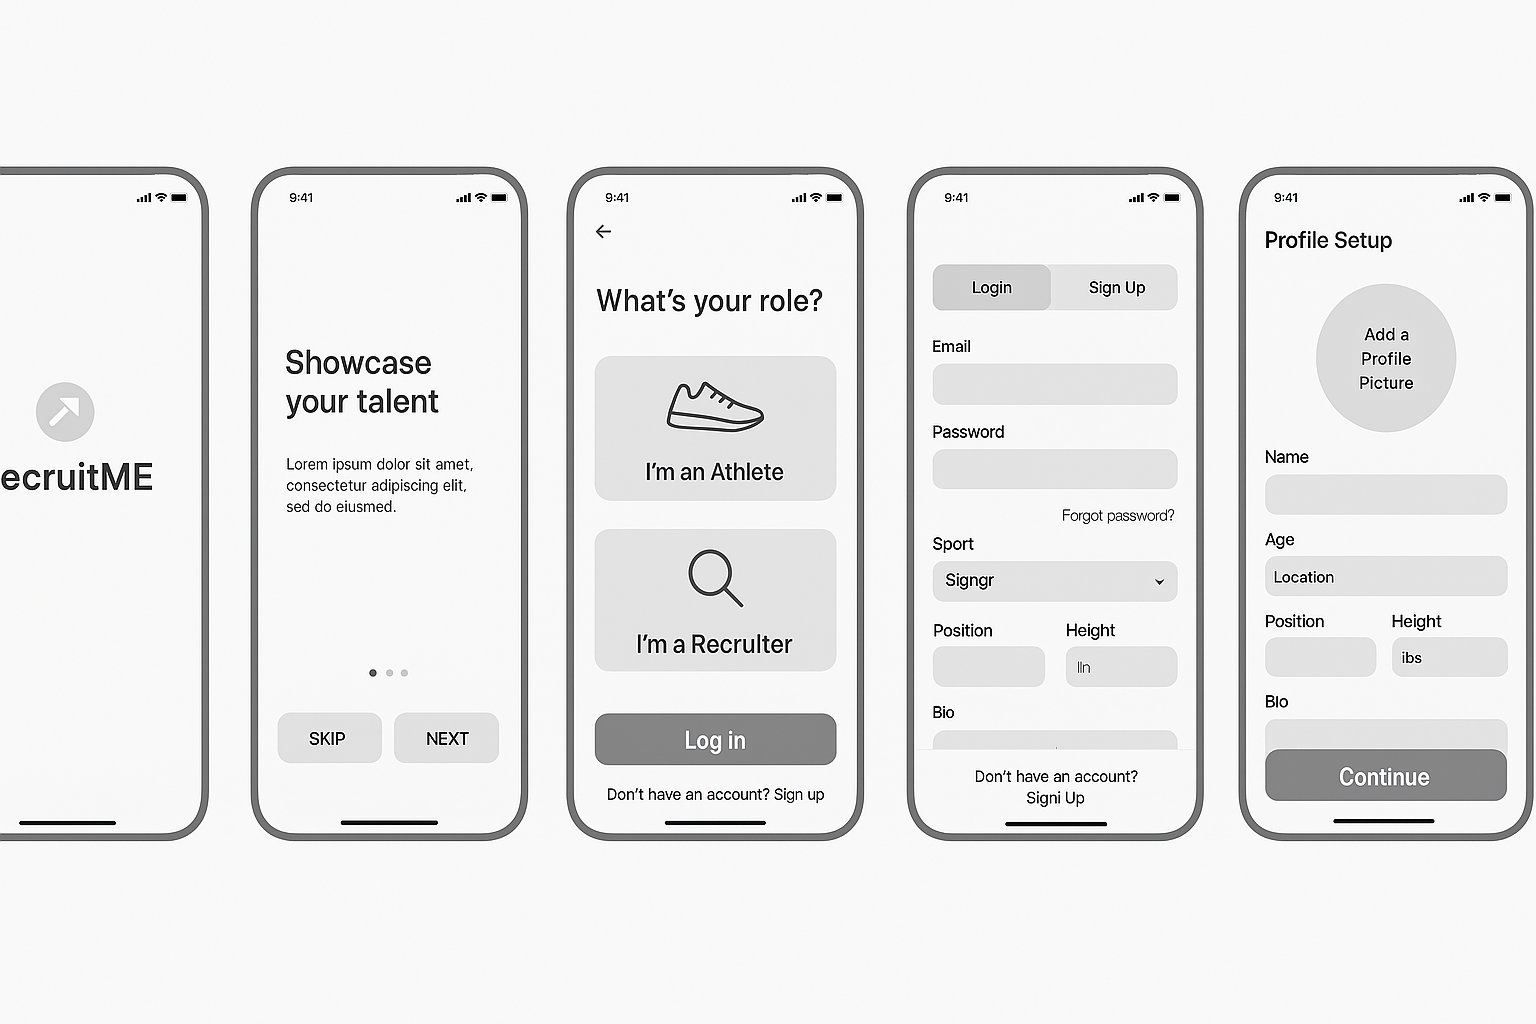 ecruitME
9:41
Showcase
your talent
Lorem ipsum dolor sit amet,
consectetur adipiscing elit,
sed do eiusmed.
SKIP
NEXT
9:41
What's your role?
I'm an Athlete
I'm a Recrulter
Log in
Don't have an account? Sign up
9:41
Login
Sign Up
Email
Password
Forgot password?
Sport
Signgr
Position
Height
lln
Bio
Don't have an account?
Signi Up
9:41
Profile Setup
Add a
Profile
Picture
Name
Age
Location
Position
Height
ibs
Blo
Continue